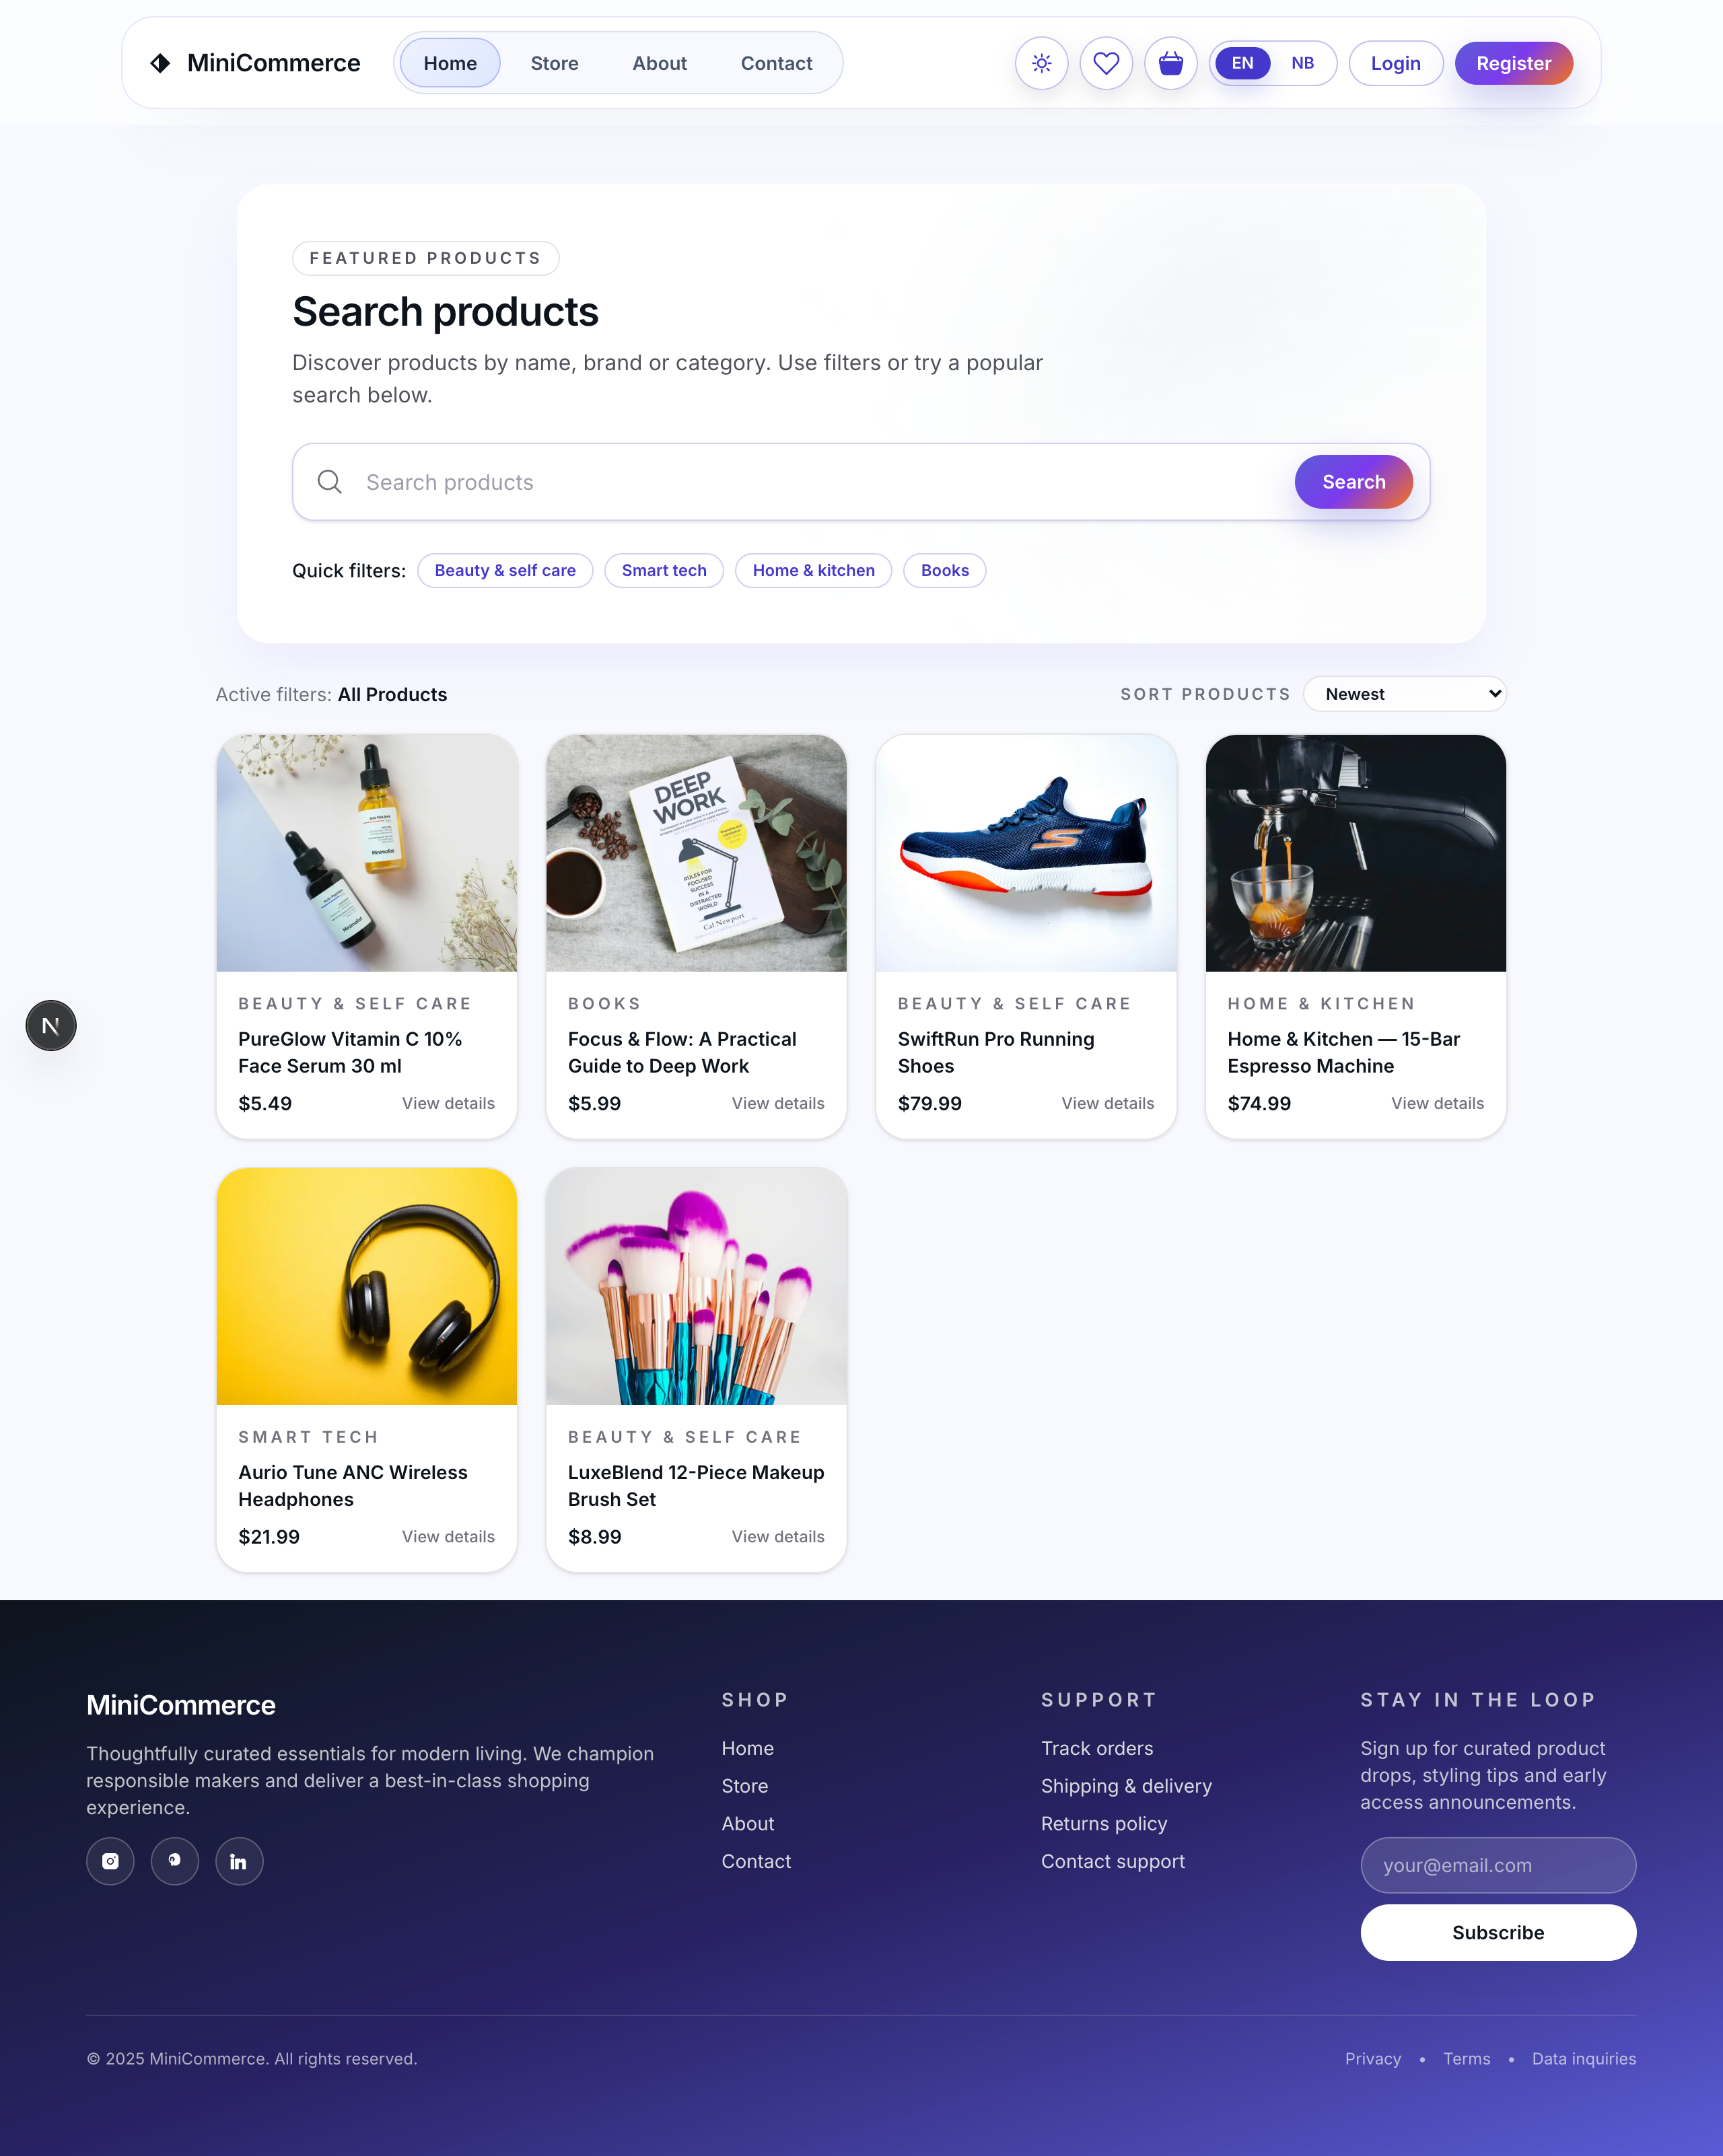 MiniCommerce
Home
Store
About
Contact
EN
NB
Login
Register
FEATURED PRODUCTS
Search products
Discover products by name, brand or category. Use filters or try a popular
search below.
Search products
Search
Quick filters:
Beauty & self care
Smart tech
Home & kitchen
Books
Active filters: All Products
SORT PRODUCTS
Newest
Minimalist
Minimalist
DEEP
WORK
RULES FOR
FOCUSED
SUCCESS
IN A
DISTRACTED
WORLD
Cal Newport
BEAUTY & SELF CARE
PureGlow Vitamin C 10%
Face Serum 30 ml
$5.49
View details
BOOKS
Focus & Flow: A Practical
Guide to Deep Work
$5.99
View details
BEAUTY & SELF CARE
SwiftRun Pro Running
Shoes
$79.99
View details
HOME & KITCHEN
Home & Kitchen — 15-Bar
Espresso Machine
$74.99
View details
N
SMART TECH
Aurio Tune ANC Wireless
Headphones
$21.99
View details
BEAUTY & SELF CARE
LuxeBlend 12-Piece Makeup
Brush Set
$8.99
View details
MiniCommerce
Thoughtfully curated essentials for modern living. We champion
responsible makers and deliver a best-in-class shopping
experience.
in
SHOP
Home
Store
About
Contact
SUPPORT
Track orders
Shipping & delivery
Returns policy
Contact support
STAY IN THE LOOP
Sign up for curated product
drops, styling tips and early
access announcements.
your@email.com
Subscribe
© 2025 MiniCommerce. All rights reserved.
Privacy • Terms • Data inquiries